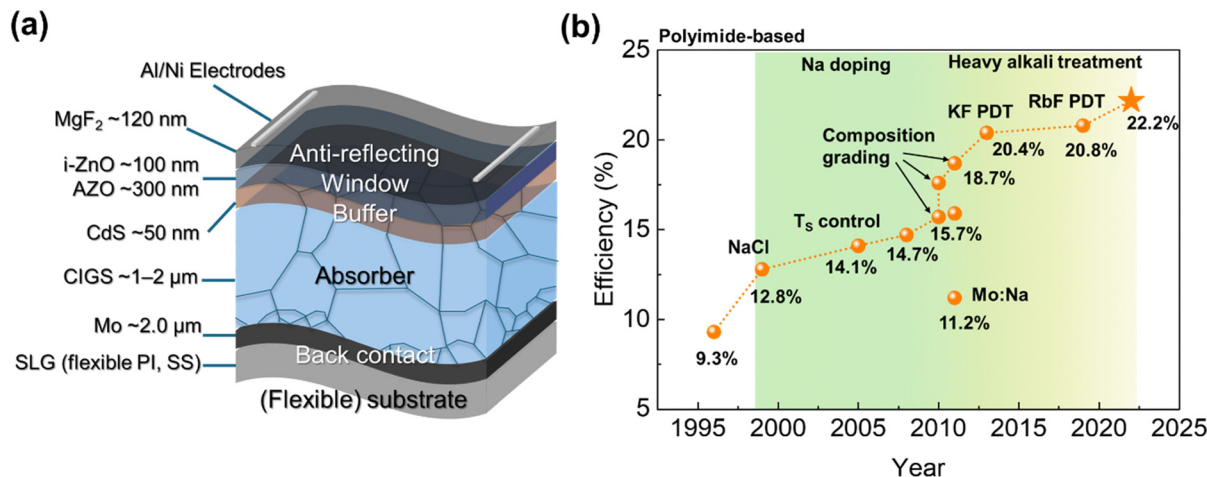 (a)
Al/Ni Electrodes
MgF₂ ~120 nm
i-ZnO ~100 nm
AZO ~300 nm
CdS ~50 nm
CIGS ~1–2 μm
Mo ~2.0 μm
SLG (flexible PI, SS)
Anti-reflecting
Window
Buffer
Absorber
Back contact
(Flexible) substrate
(b)
Polyimide-based
Na doping
Heavy alkali treatment
KF PDT
RbF PDT
22.2%
20.4%
20.8%
Composition
grading
18.7%
Tₛ control
15.7%
NaCl
14.1%
14.7%
12.8%
Mo:Na
11.2%
9.3%
Efficiency (%)
25
20
15
10
5
1995
2000
2005
2010
2015
2020
2025
Year